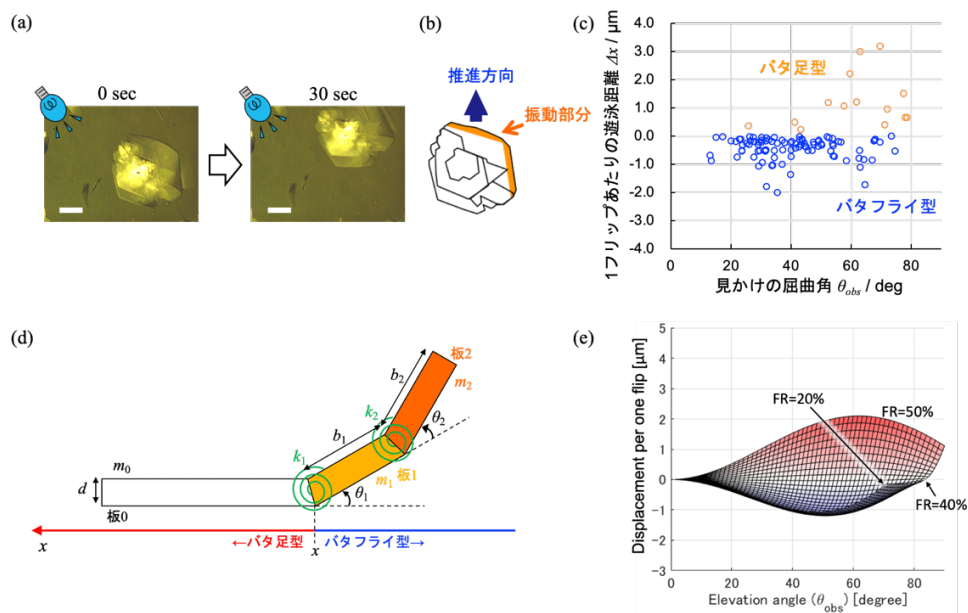 (a)
0 sec
30 sec
(b)
推進方向
振動部分
(c)
1フリップあたりの遊泳距離 Δx / μm
4.0
3.0
2.0
1.0
0.0
-1.0
-2.0
-3.0
-4.0
バタ足型
バタフライ型
0
20
40
60
80
見かけの屈曲角 θobs / deg
(d)
板2
b2
m2
k2
θ2
b1
k1
m1
板1
m0
d
θ1
板0
x
←バタ足型
x
バタフライ型→
(e)
Displacement per one flip [μm]
5
4
3
2
1
0
-1
-2
-3
FR=20%
FR=50%
FR=40%
0
20
40
60
80
Elevation angle (θobs) [degree]